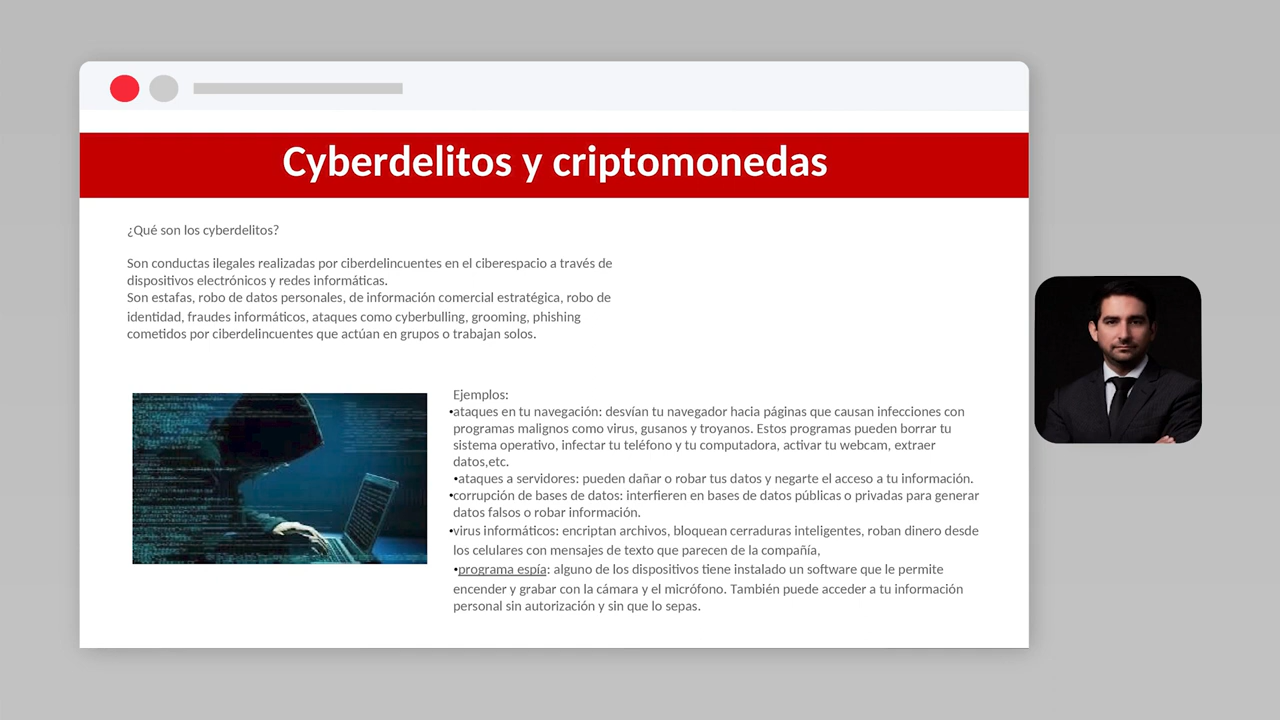 Cyberdelitos y criptomonedas
¿Qué son los cyberdelitos?
Son conductas ilegales realizadas por ciberdelincuentes en el ciberespacio a través de
dispositivos electrónicos y redes informáticas.
Son estafas, robo de datos personales, de información comercial estratégica, robo de
identidad, fraudes informáticos, ataques como cyberbulling, grooming, phishing
cometidos por ciberdelincuentes que actúan en grupos o trabajan solos.
Ejemplos:
•ataques en tu navegación: desvían tu navegador hacia páginas que causan infecciones con
programas malignos como virus, gusanos y troyanos. Estos programas pueden borrar tu
sistema operativo, infectar tu teléfono y tu computadora, activar tu webcam, extraer
datos,etc.
•ataques a servidores: pueden dañar o robar tus datos y negarte el acceso a tu información.
•corrupción de bases de datos: interfieren en bases de datos públicas o privadas para generar
datos falsos o robar información.
•virus informáticos: encriptan archivos, bloquean cerraduras inteligentes, roban dinero desde
los celulares con mensajes de texto que parecen de la compañía,
•programa espía: alguno de los dispositivos tiene instalado un software que le permite
encender y grabar con la cámara y el micrófono. También puede acceder a tu información
personal sin autorización y sin que lo sepas.